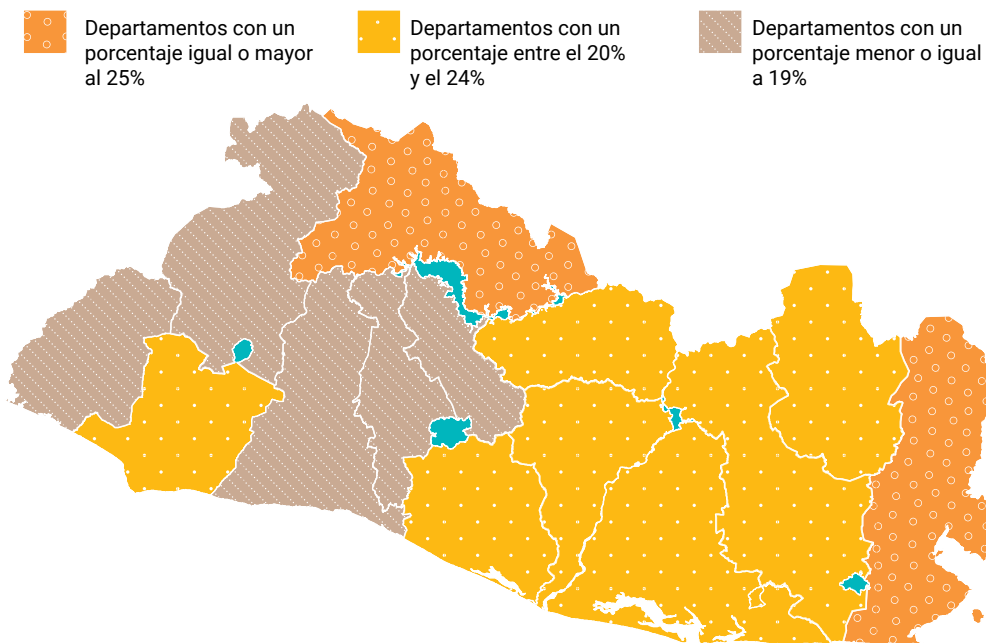 Departamentos con un
porcentaje igual o mayor
al 25%
Departamentos con un
porcentaje entre el 20%
y el 24%
Departamentos con un
porcentaje menor o igual
a 19%